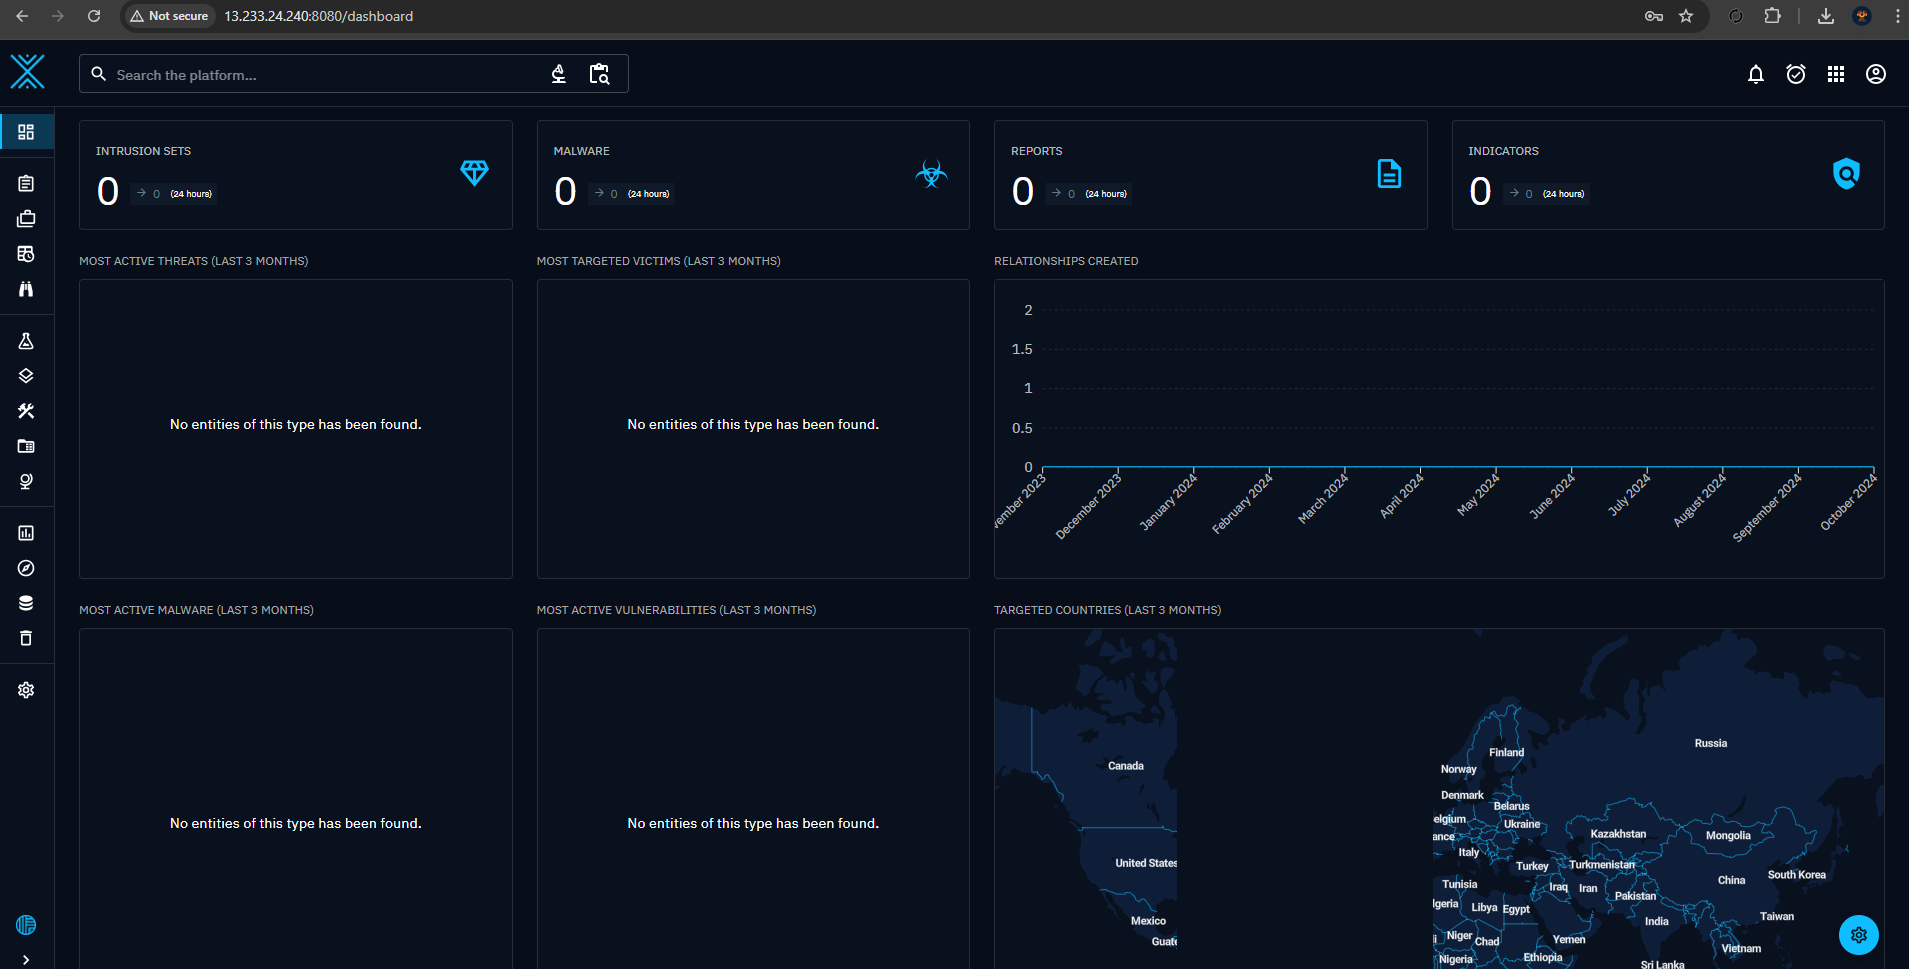 Not secure 13.233.24.240:8080/dashboard
Search the platform...
INTRUSION SETS
0 0 (24 hours)
MALWARE
0 0 (24 hours)
REPORTS
0 0 (24 hours)
INDICATORS
0 0 (24 hours)
MOST ACTIVE THREATS (LAST 3 MONTHS)
No entities of this type has been found.
MOST TARGETED VICTIMS (LAST 3 MONTHS)
No entities of this type has been found.
RELATIONSHIPS CREATED
2
1.5
1
0.5
0
vember 2023
December 2023
January 2024
February 2024
March 2024
April 2024
May 2024
June 2024
July 2024
August 2024
September 2024
October 2024
MOST ACTIVE MALWARE (LAST 3 MONTHS)
No entities of this type has been found.
MOST ACTIVE VULNERABILITIES (LAST 3 MONTHS)
No entities of this type has been found.
TARGETED COUNTRIES (LAST 3 MONTHS)
Canada
United States
Mexico
Guate
Russia
Finland
Norway
Denmark
Belarus
elgium
Ukraine
ance
Kazakhstan
Mongolia
Italy
Turkey
Turkmenistan
China
South Korea
Tunisia
Iraq
Iran
Pakistan
lgeria
Libya
Egypt
India
Taiwan
Niger
Chad
Yemen
Vietnam
Nigeria
Ethiopia
Sri Lanka